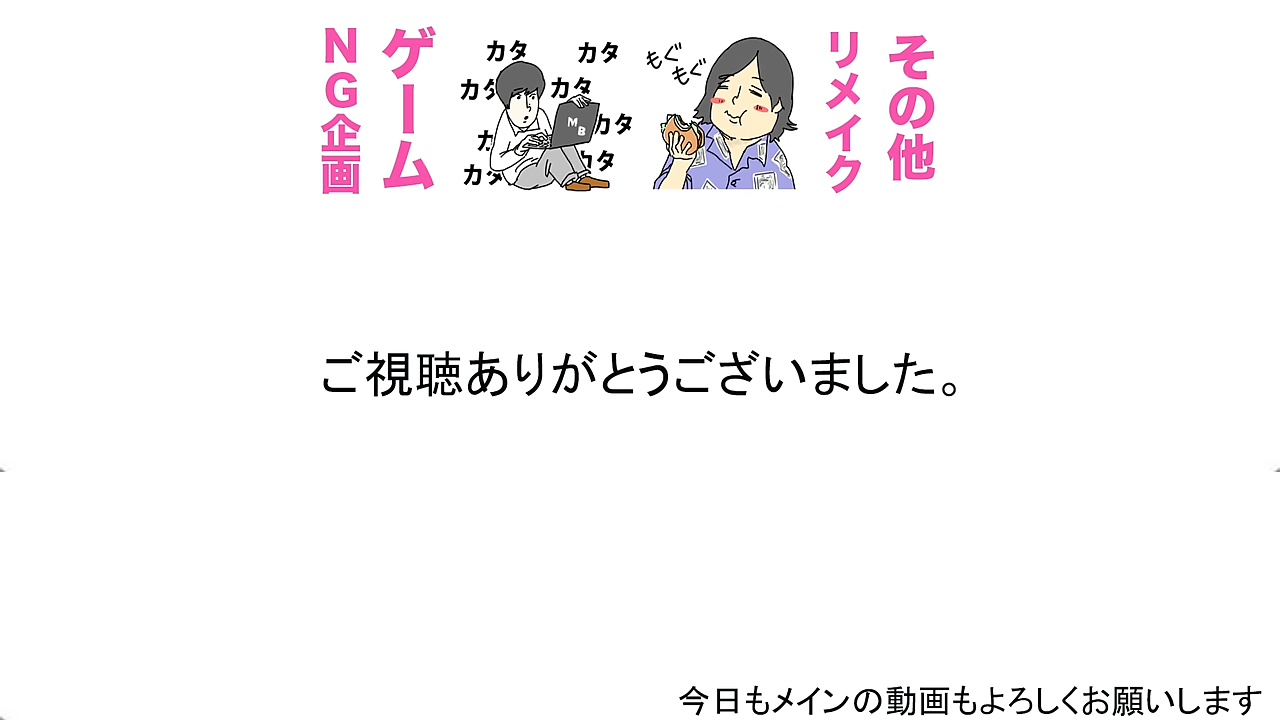 ゲーム
NG企画
カタ
カタ
カタ
カタ
カタ
カタ
カタ
MB
もぐ
もぐ
その他
リメイク
ご視聴ありがとうございました。
今日もメインの動画もよろしくお願いします